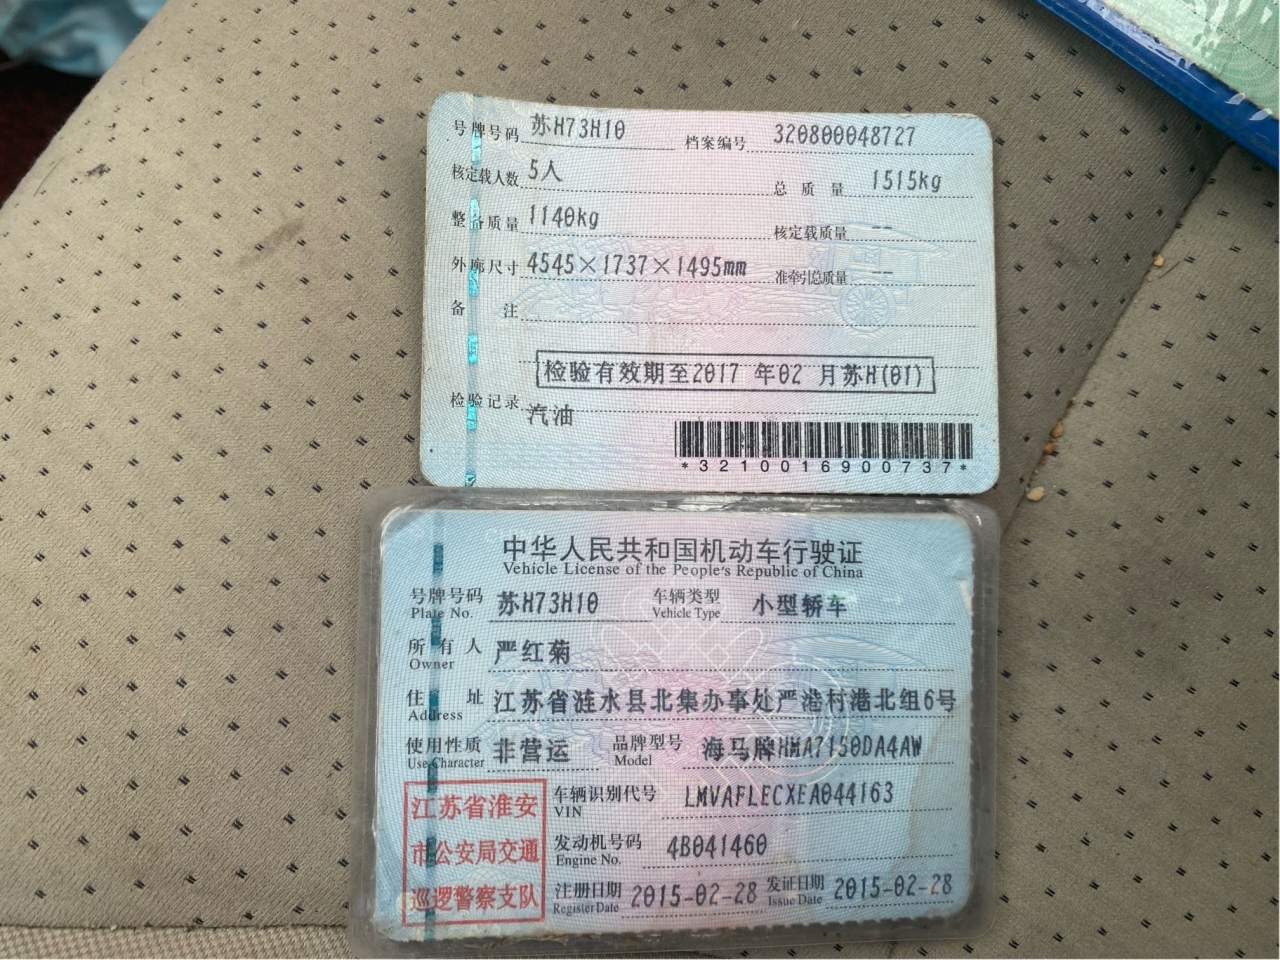 号牌号码 苏H73H10 档案编号 320800048727
核定载人数 5人 总质量 1515kg
整备质量 1140kg 核定载质量 --
外廓尺寸 4545×1737×1495mm 准牵引总质量 --
备注
检验有效期至2017 年02 月苏H(01)
检验记录
汽油
*3210016900737*
中华人民共和国机动车行驶证
Vehicle License of the People's Republic of China
号牌号码 苏H73H10 车辆类型 小型轿车
Plate No. Vehicle Type
所有人 严红菊
Owner
住址 江苏省涟水县北集办事处严港村港北组6号
Address
使用性质 非营运 品牌型号 海马牌HMA7150DA4AW
Use Character Model
江苏省淮安
市公安局交通
巡逻警察支队
车辆识别代号 LMVAFLECXEA044163
VIN
发动机号码 4B041460
Engine No.
注册日期 2015-02-28 发证日期 2015-02-28
Register Date Issue Date